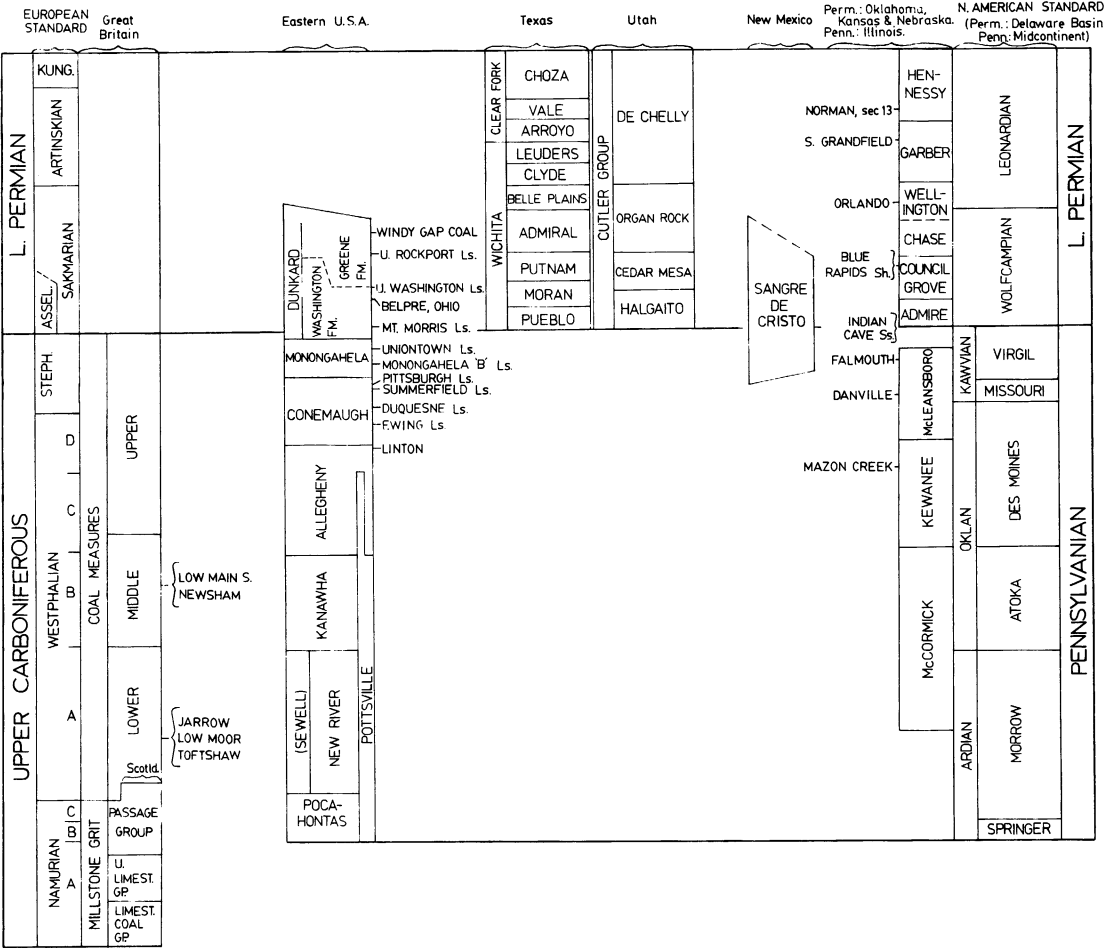 EUROPEAN
STANDARD
Great
Britain
Eastern U.S.A.
Texas
Utah
New Mexico
Perm.: Oklahoma,
Kansas & Nebraska.
Penn.: Illinois.
N. AMERICAN STANDARD
(Perm.: Delaware Basin
Penn.: Midcontinent)
L. PERMIAN
UPPER CARBONIFEROUS
KUNG.
ARTINSKIAN
SAKMARIAN
ASSEL.
STEPH.
WESTPHALIAN
D
C
B
A
NAMURIAN
C
B
A
COAL MEASURES
MILLSTONE GRIT
UPPER
MIDDLE
LOWER
Scotld.
PASSAGE
GROUP
U.
LIMEST.
GP.
LIMEST.
COAL
GP.
LOW MAIN S.
NEWSHAM
JARROW
LOW MOOR
TOFTSHAW
DUNKARD
WASHINGTON
FM.
GREENE
FM.
MONONGAHELA
CONEMAUGH
ALLEGHENY
KANAWHA
(SEWELL)
NEW RIVER
POCA-
HONTAS
POTTSVILLE
WINDY GAP COAL
U. ROCKPORT Ls.
U. WASHINGTON Ls.
BELPRE, OHIO
MT. MORRIS Ls.
UNIONTOWN Ls.
MONONGAHELA 'B' Ls.
PITTSBURGH Ls.
SUMMERFIELD Ls.
DUQUESNE Ls.
EWING Ls.
LINTON
CLEAR FORK
WICHITA
CHOZA
VALE
ARROYO
LEUDERS
CLYDE
BELLE PLAINS
ADMIRAL
PUTNAM
MORAN
PUEBLO
CUTLER GROUP
DE CHELLY
ORGAN ROCK
CEDAR MESA
HALGAITO
SANGRE
DE
CRISTO
NORMAN, sec 13
S. GRANDFIELD
ORLANDO
BLUE
RAPIDS Sh.
INDIAN
CAVE Ss.
FALMOUTH
DANVILLE
MAZON CREEK
HEN-
NESSY
GARBER
WELL-
INGTON
CHASE
COUNCIL
GROVE
ADMIRE
McLEANSBORO
KEWANEE
McCORMICK
KAWVIAN
OKLAN
ARDIAN
LEONARDIAN
WOLFCAMPIAN
VIRGIL
MISSOURI
DES MOINES
ATOKA
MORROW
SPRINGER
L. PERMIAN
PENNSYLVANIAN